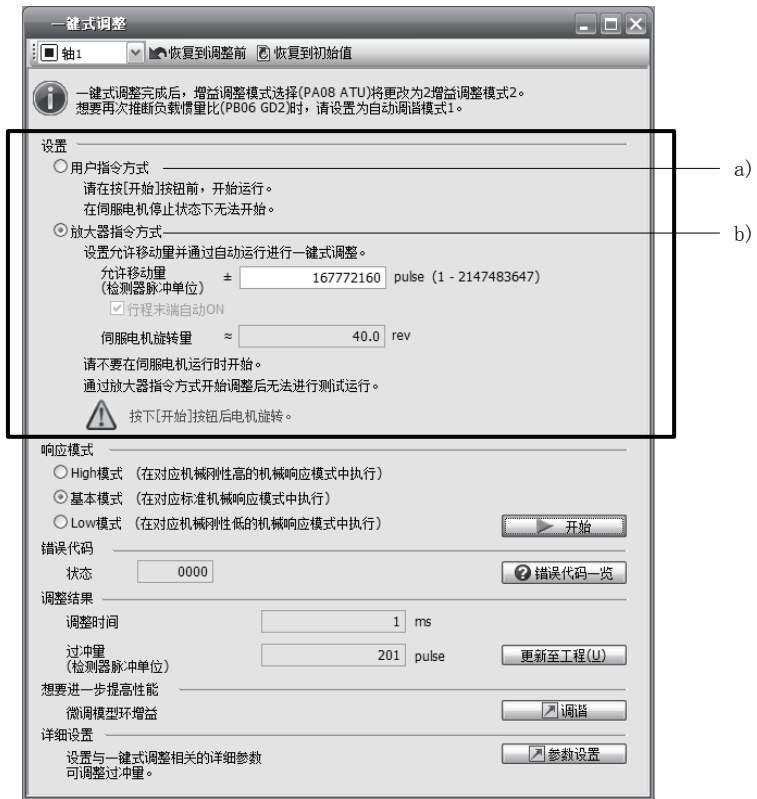 一键式调整
轴1 恢复到调整前 恢复到初始值
一键式调整完成后，增益调整模式选择(PA08 ATU)将更改为2增益调整模式2。
想要再次推断负载惯量比(PB06 GD2)时，请设置为自动调谐模式1。
设置
用户指令方式 a)
请在按[开始]按钮前，开始运行。
在伺服电机停止状态下无法开始。
放大器指令方式 b)
设置允许移动量并通过自动运行进行一键式调整。
允许移动量
(检测器脉冲单位) ± 167772160 pulse (1 - 2147483647)
行程末端自动ON
伺服电机旋转量 ≈ 40.0 rev
请不要在伺服电机运行时开始。
通过放大器指令方式开始调整后无法进行测试运行。
按下[开始]按钮后电机旋转。
响应模式
High模式 (在对应机械刚性高的机械响应模式中执行)
基本模式 (在对应标准机械响应模式中执行)
Low模式 (在对应机械刚性低的机械响应模式中执行) 开始
错误代码
状态 0000 错误代码一览
调整结果
调整时间 1 ms
过冲量
(检测器脉冲单位) 201 pulse 更新至工程(U)
想要进一步提高性能
微调模型环增益 调谐
详细设置
设置与一键式调整相关的详细参数 参数设置
可调整过冲量。